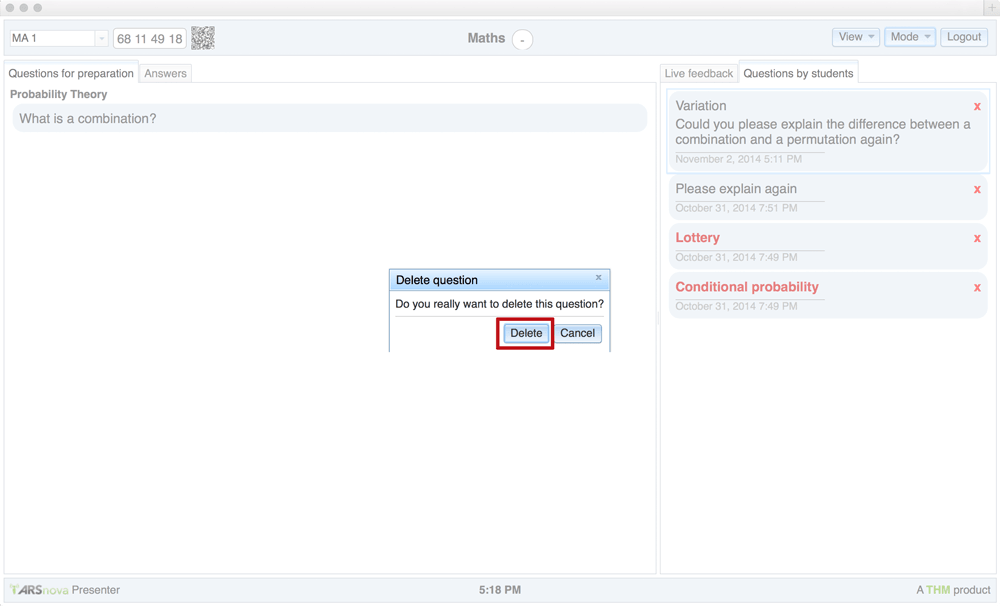 MA 1
68 11 49 18
Maths
-
View
Mode
Logout
Questions for preparation
Answers
Probability Theory
What is a combination?
Live feedback
Questions by students
Variation
x
Could you please explain the difference between a
combination and a permutation again?
November 2, 2014 5:11 PM
Please explain again
x
October 31, 2014 7:51 PM
Lottery
x
October 31, 2014 7:49 PM
Conditional probability
x
October 31, 2014 7:49 PM
Delete question
x
Do you really want to delete this question?
Delete
Cancel
ARSnova Presenter
5:18 PM
A THM product